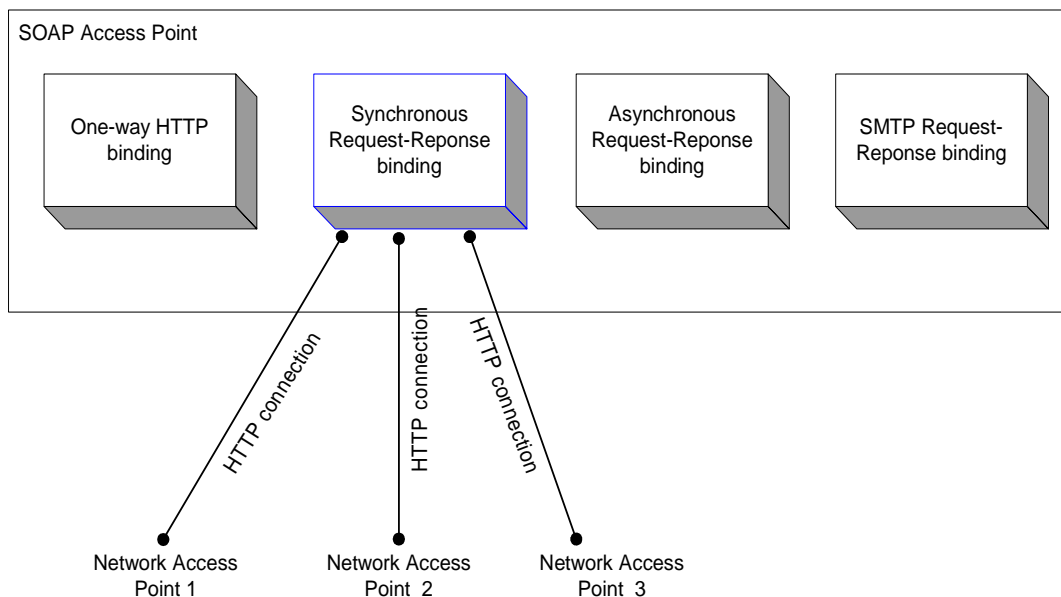 SOAP Access Point
One-way HTTP
binding
Synchronous
Request-Reponse
binding
Asynchronous
Request-Reponse
binding
SMTP Request-
Reponse binding
HTTP connection
HTTP connection
HTTP connection
Network Access
Point 1
Network Access
Point 2
Network Access
Point 3